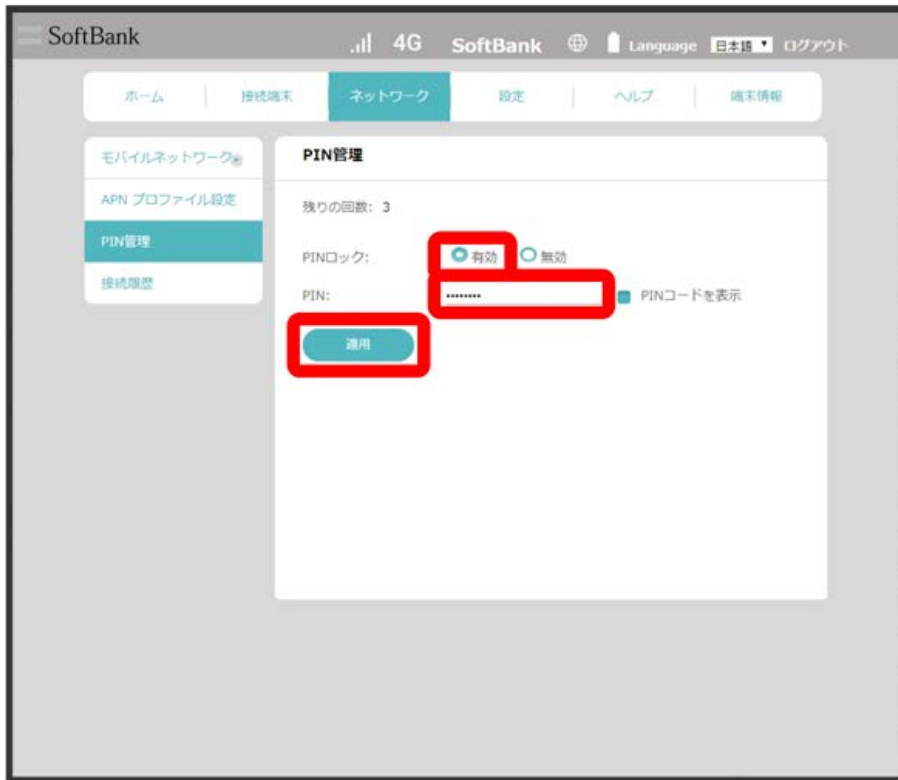 SoftBank
4G SoftBank Language 日本語 ログアウト
ホーム 接続端末 ネットワーク 設定 ヘルプ 端末情報
モバイルネットワーク
APN プロファイル設定
PIN管理
接続履歴
PIN管理
残りの回数: 3
PINロック: 有効 無効
PIN: ········ PINコードを表示
適用